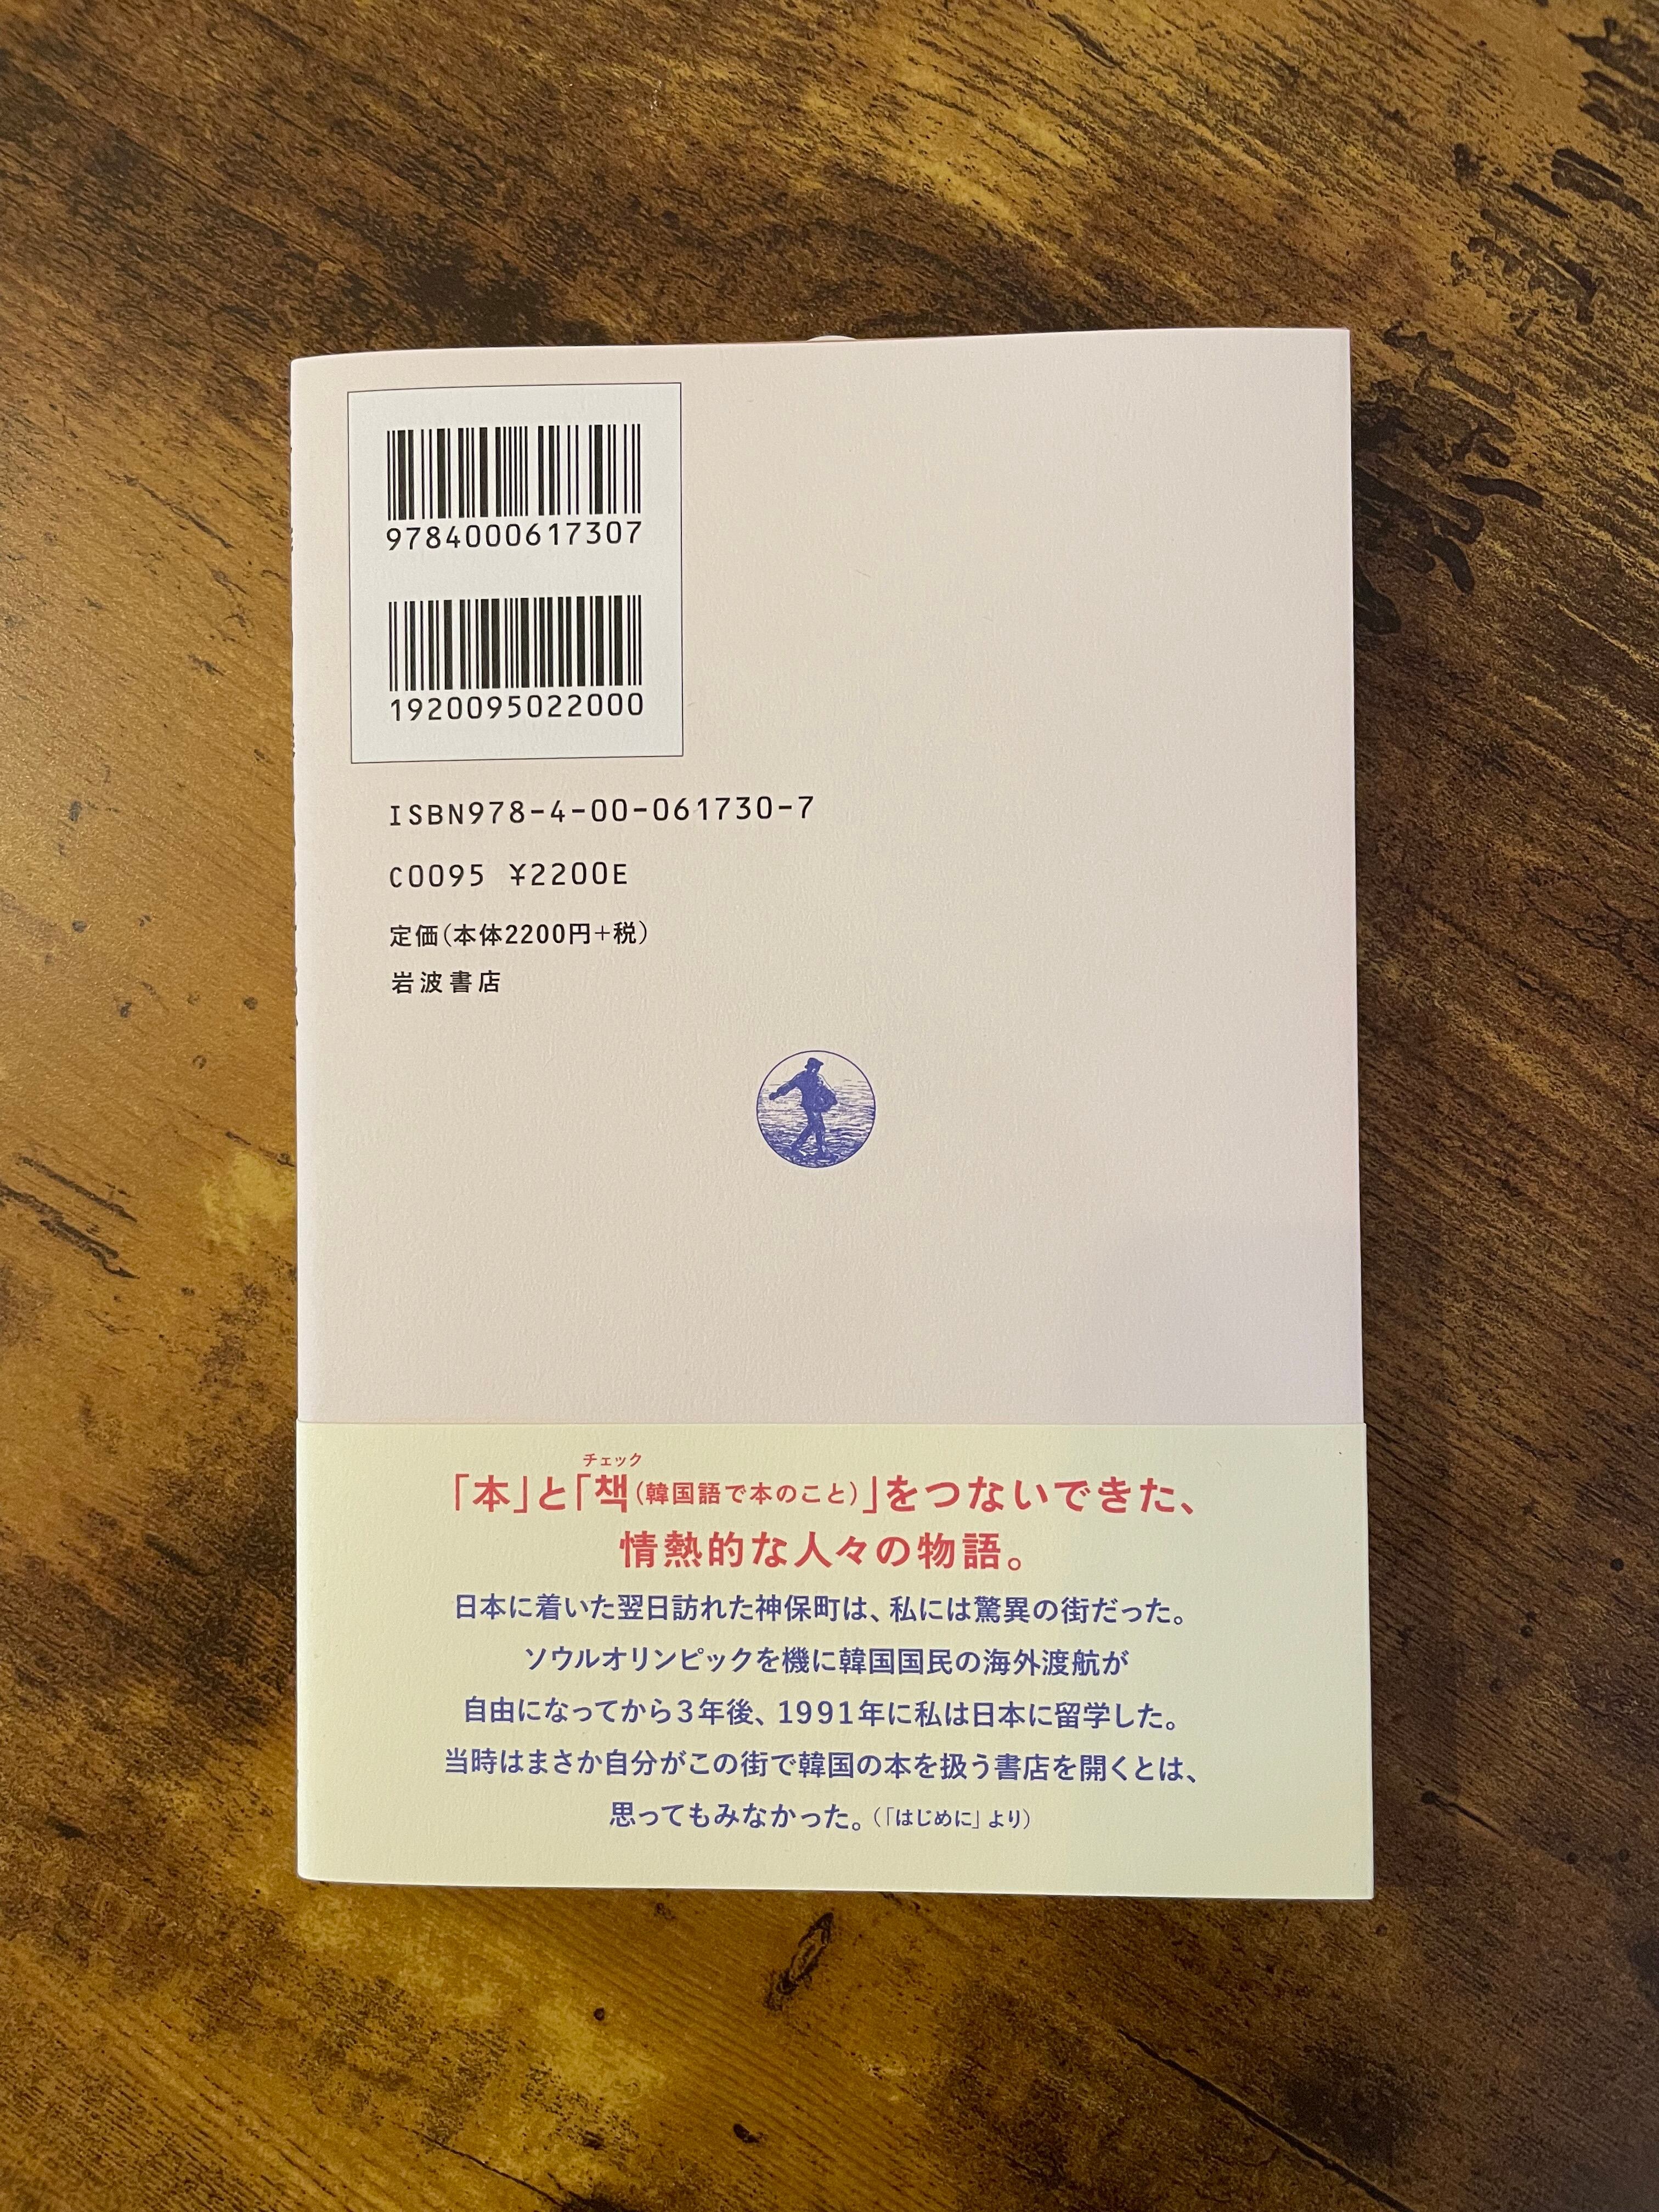 9784000617307
1920095022000
ISBN978-4-00-061730-7
C0095 ¥2200E
定価(本体2200円+税)
岩波書店
チェック
「本」と「책(韓国語で本のこと)」をつないできた、
情熱的な人々の物語。
日本に着いた翌日訪れた神保町は、私には驚異の街だった。
ソウルオリンピックを機に韓国国民の海外渡航が
自由になってから3年後、1991年に私は日本に留学した。
当時はまさか自分がこの街で韓国の本を扱う書店を開くとは、
思ってもみなかった。(「はじめに」より)